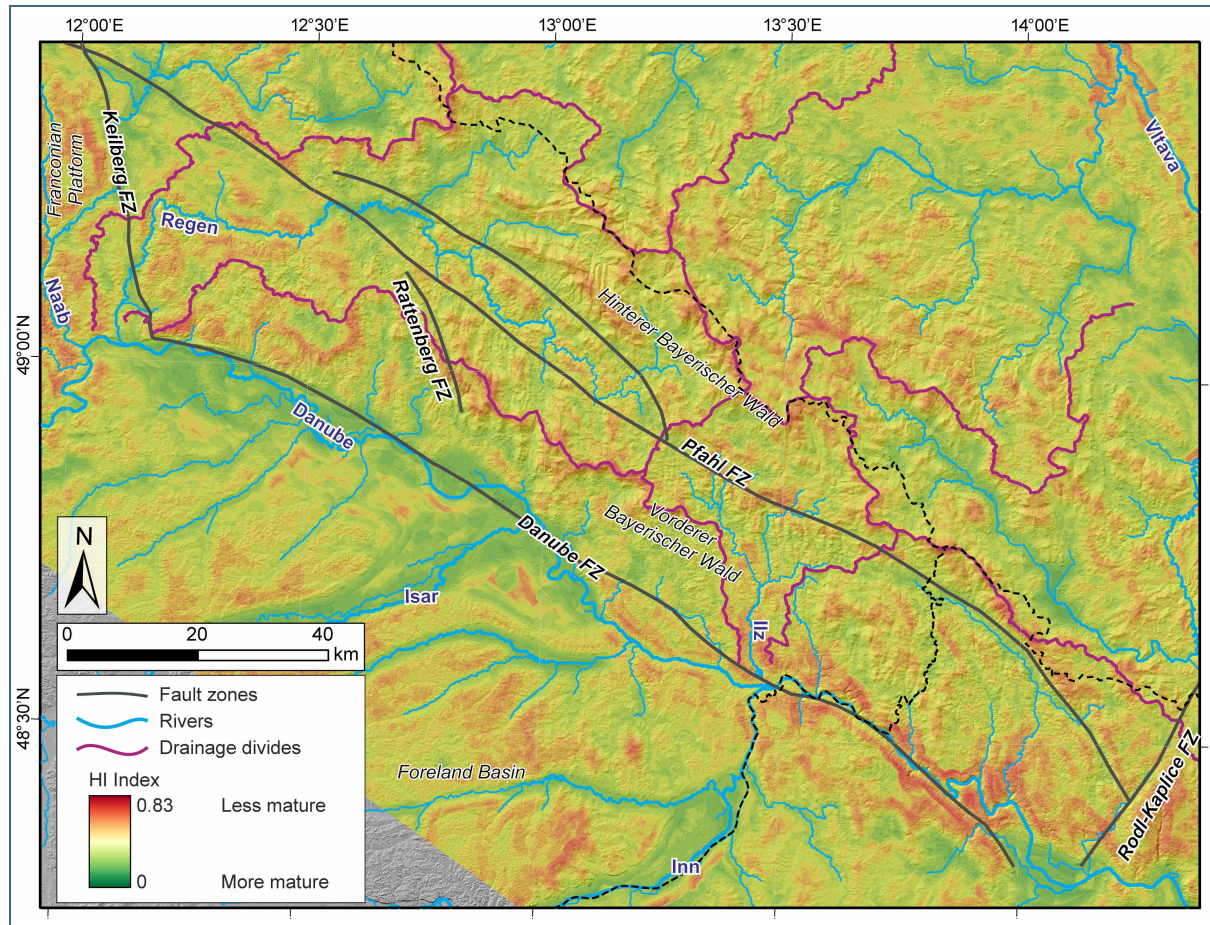 12°00'E
12°30'E
13°00'E
13°30'E
14°00'E
49°00'N
48°30'N
Franconian
Platform
Keilberg FZ
Vltava
Regen
Naab
Rattenberg FZ
Hinterer Bayerischer Wald
Danube
Pfahl FZ
Vorderer
Bayerischer Wald
Danube FZ
Isar
Ilz
N
0 20 40
km
Fault zones
Rivers
Drainage divides
HI Index
0.83 Less mature
0 More mature
Foreland Basin
Inn
Rodl-Kaplice FZ